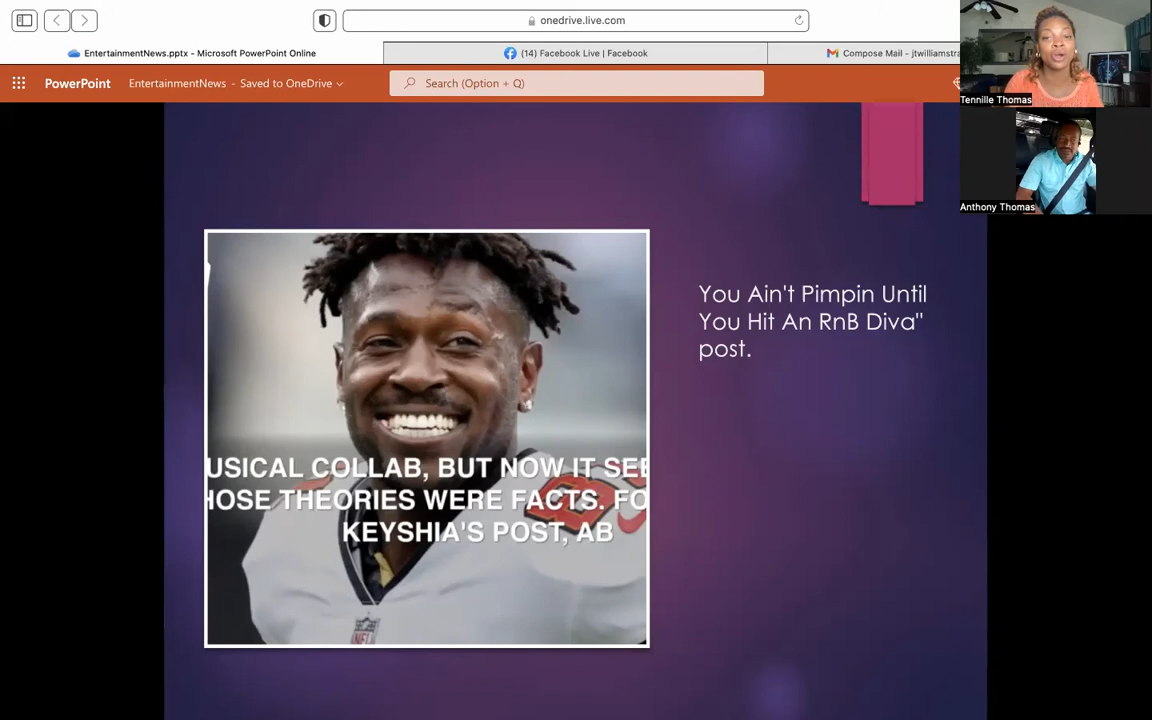 onedrive.live.com
EntertainmentNews.pptx - Microsoft PowerPoint Online
(14) Facebook Live | Facebook
Compose Mail - jtwilliamstra
PowerPoint
EntertainmentNews - Saved to OneDrive
Search (Option + Q)
Tennille Thomas
Anthony Thomas
You Ain't Pimpin Until
You Hit An RnB Diva"
post.
USICAL COLLAB, BUT NOW IT SEE
HOSE THEORIES WERE FACTS. FO
KEYSHIA'S POST, AB
NFL